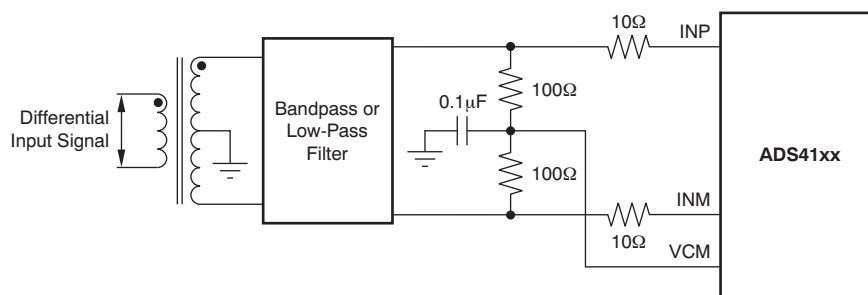 10Ω
INP
0.1μF
100Ω
Differential
Input Signal
Bandpass or
Low-Pass
Filter
ADS41xx
100Ω
INM
10Ω
VCM